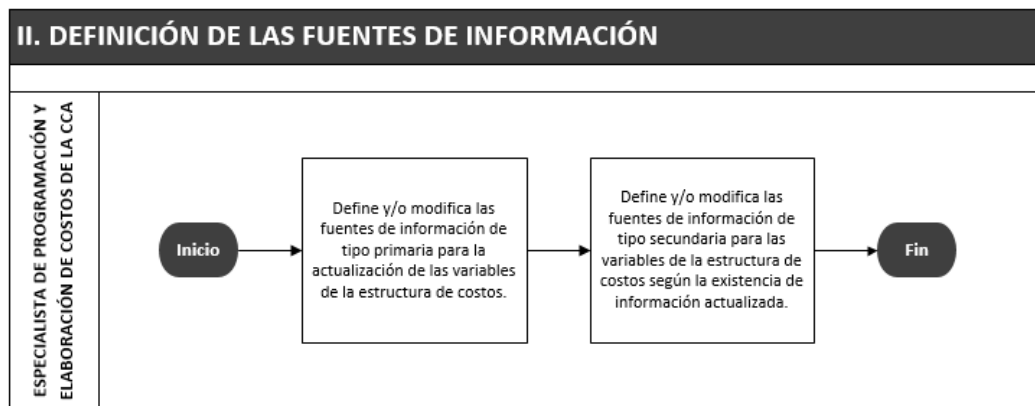 II. DEFINICIÓN DE LAS FUENTES DE INFORMACIÓN
ESPECIALISTA DE PROGRAMACIÓN Y
ELABORACIÓN DE COSTOS DE LA CCA
Inicio
Define y/o modifica las
fuentes de información de
tipo primaria para la
actualización de las variables
de la estructura de costos.
Define y/o modifica las
fuentes de información de
tipo secundaria para las
variables de la estructura de
costos según la existencia de
información actualizada.
Fin